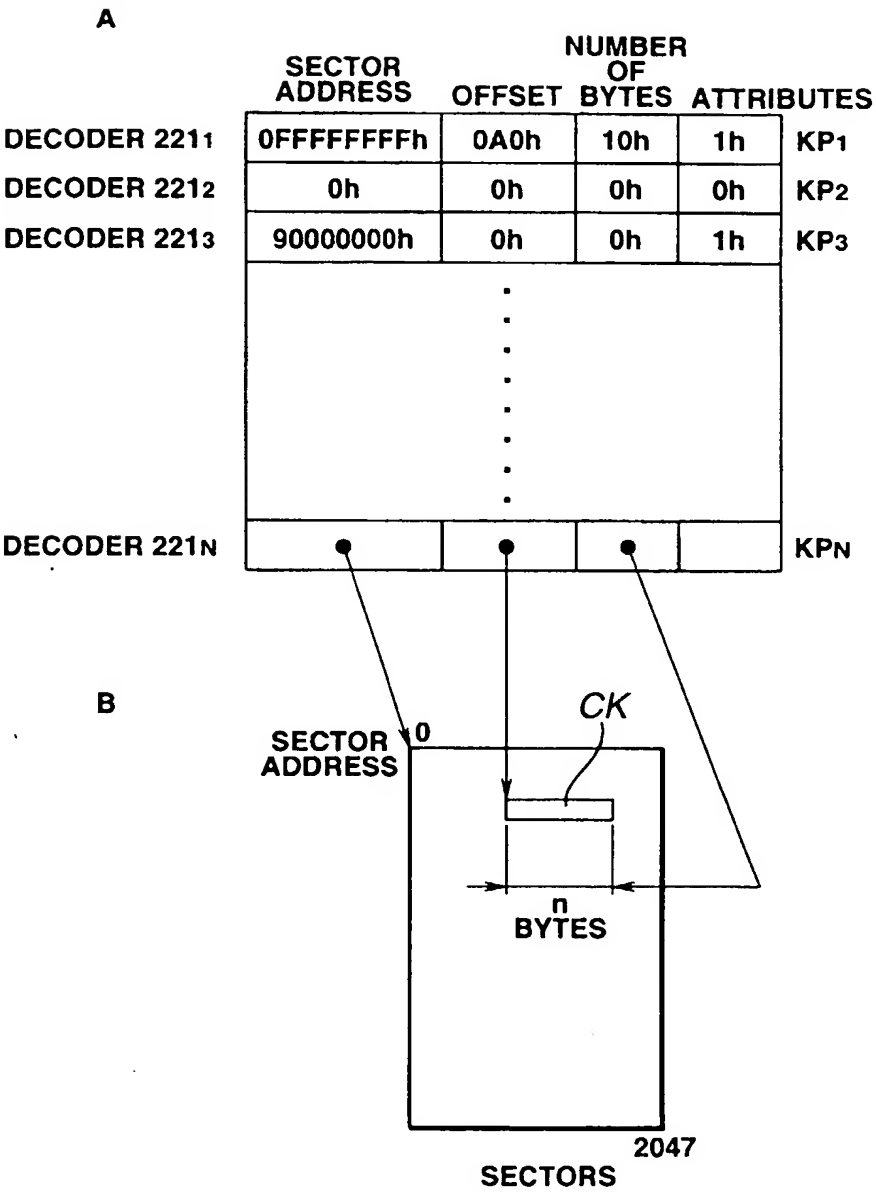 A
SECTOR
ADDRESS
OFFSET
NUMBER
OF
BYTES
ATTRIBUTES
DECODER 221₁ 0FFFFFFFFh 0A0h 10h 1h KP₁
DECODER 221₂ 0h 0h 0h 0h KP₂
DECODER 221₃ 90000000h 0h 0h 1h KP₃
DECODER 221N KPN
B
CK
SECTOR
ADDRESS
0
n
BYTES
2047
SECTORS